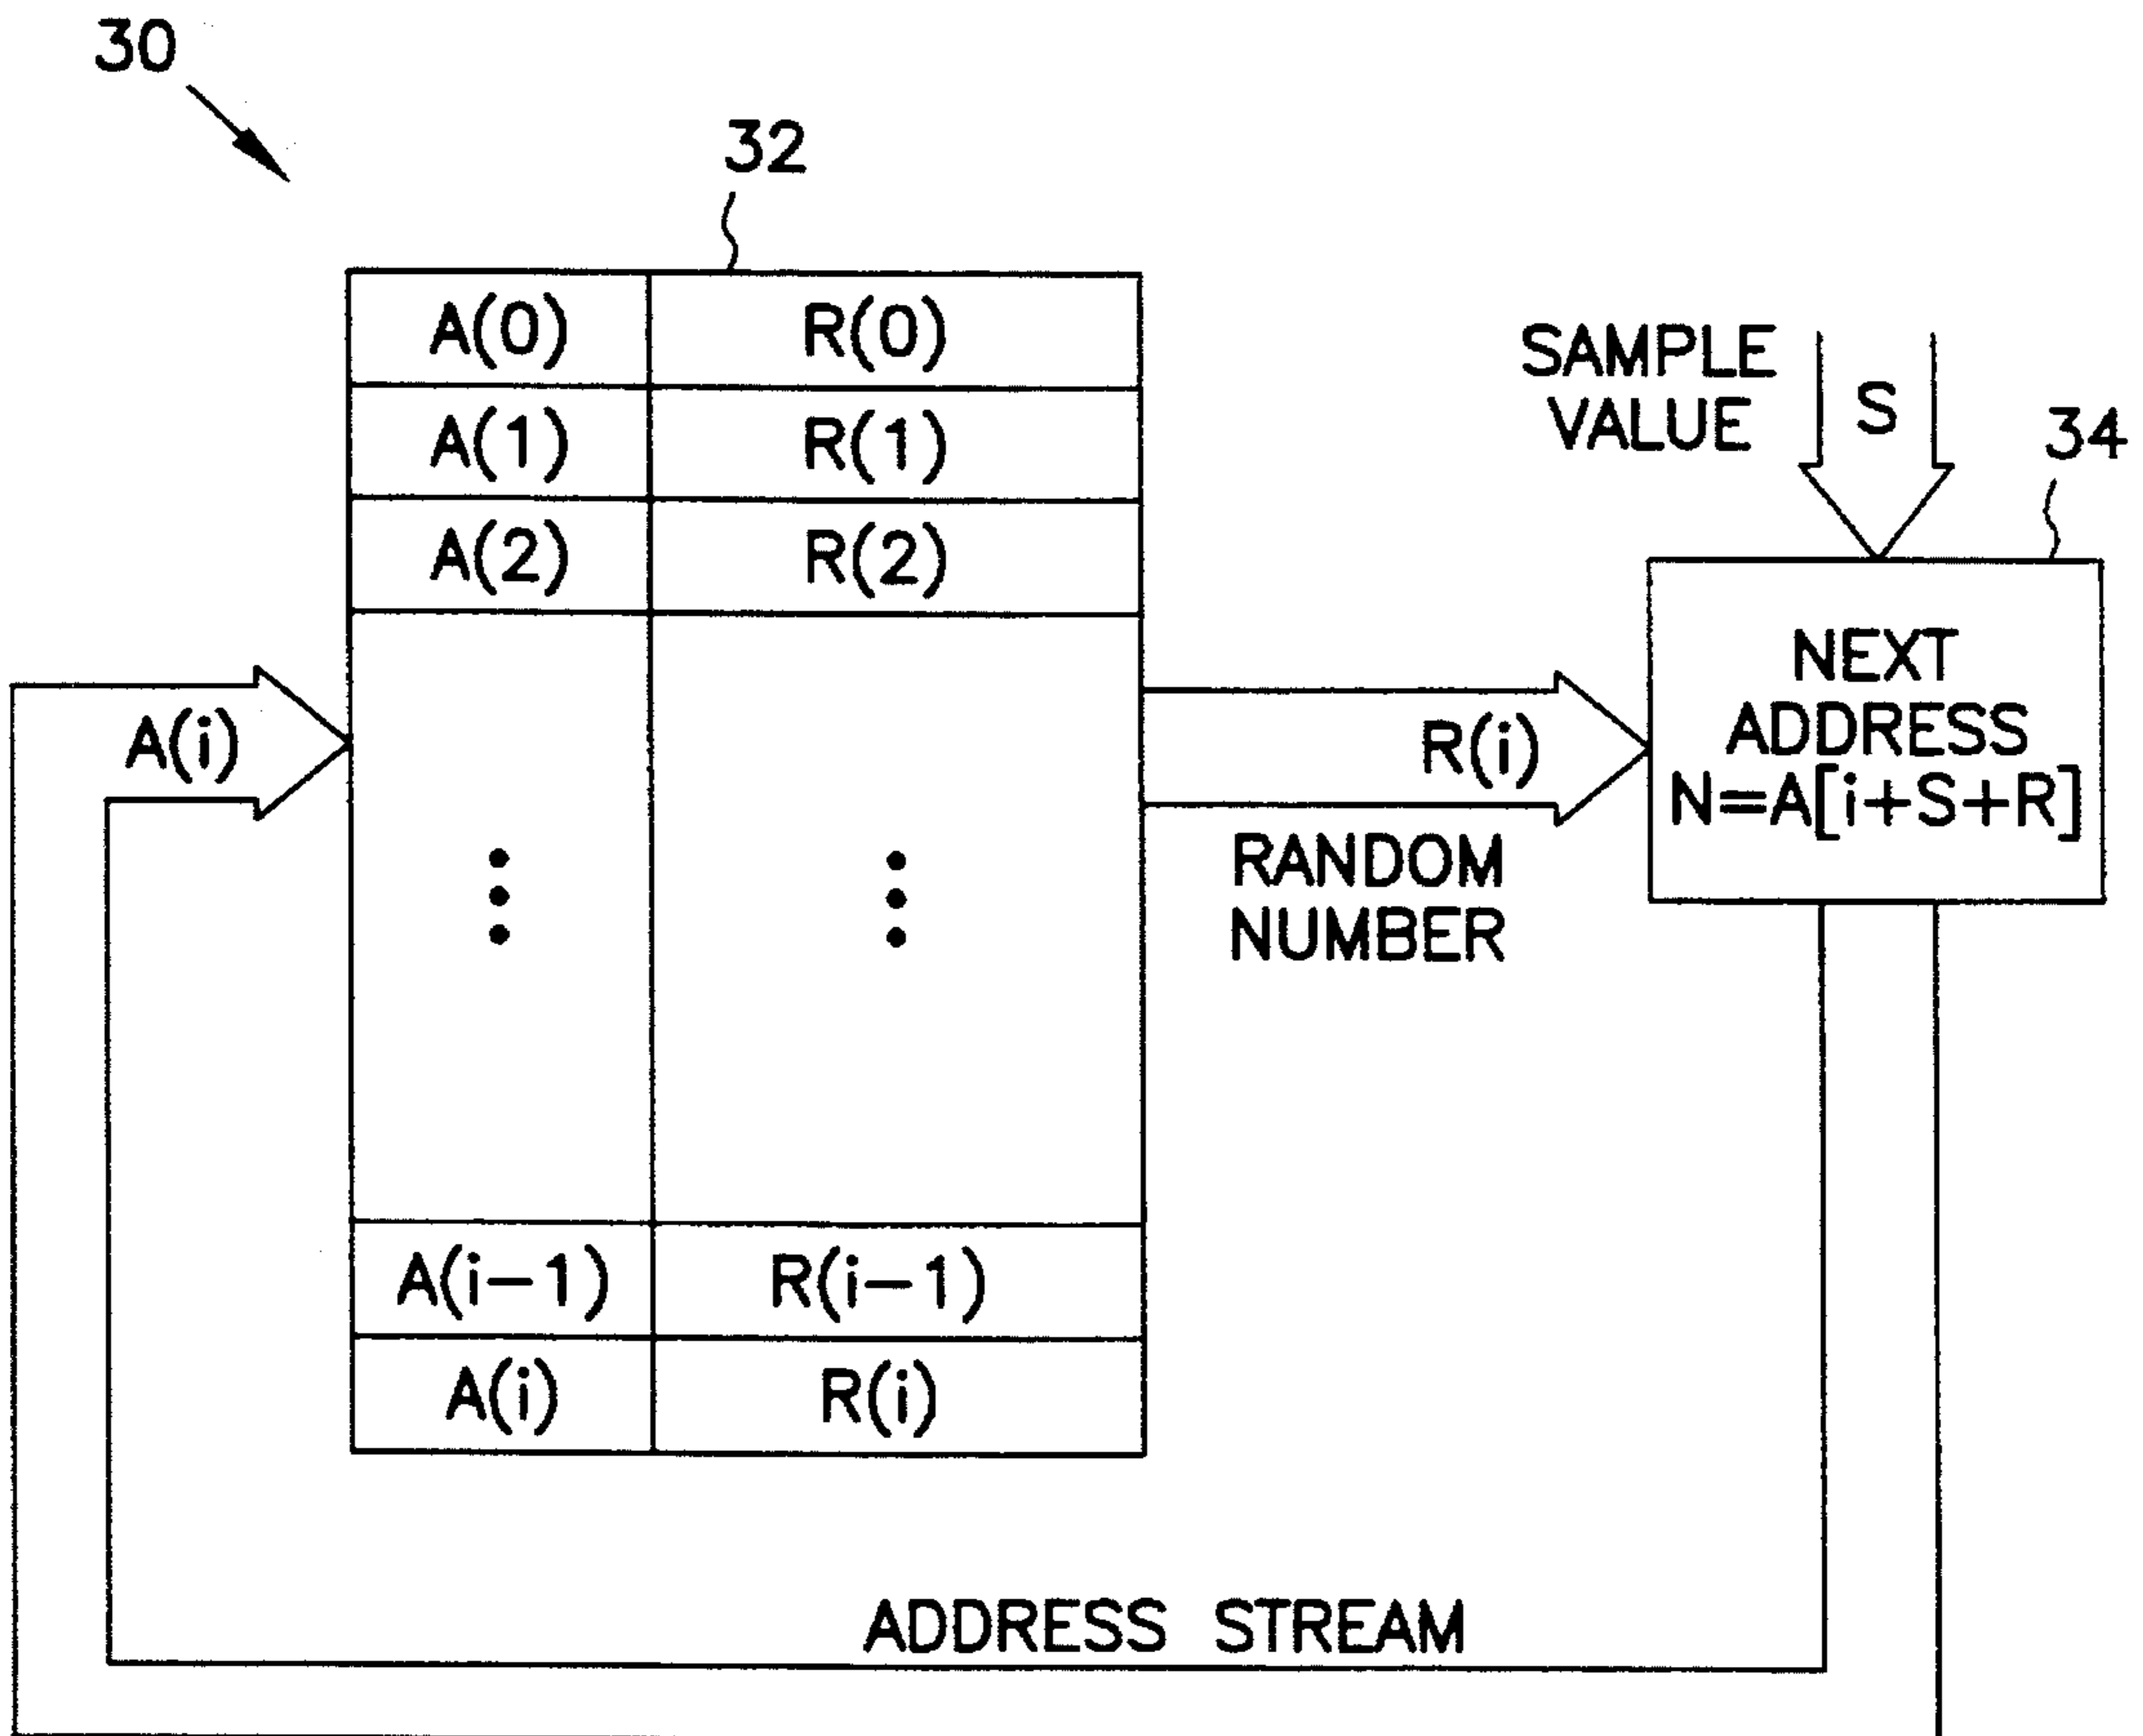 30
32
A(0) R(0)
A(1) R(1)
A(2) R(2)
SAMPLE
VALUE
S
34
A(i)
R(i)
RANDOM
NUMBER
NEXT
ADDRESS
N=A[i+S+R]
A(i−1) R(i−1)
A(i) R(i)
ADDRESS STREAM